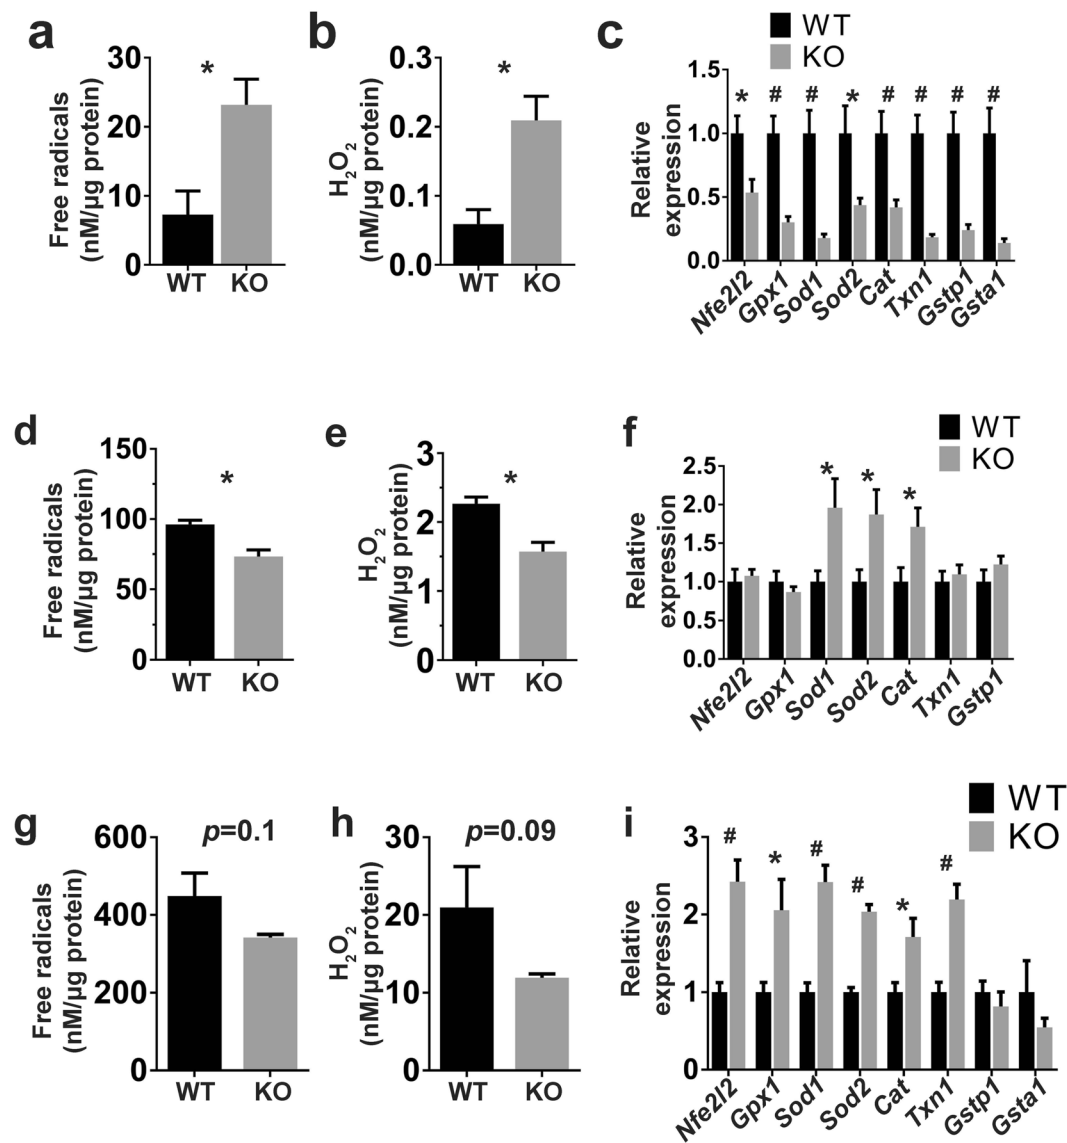 a
Free radicals
(nM/µg protein)
30
20
10
0
*
WT
KO
b
H2O2
(nM/µg protein)
0.3
0.2
0.1
0.0
*
WT
KO
c
WT
KO
Relative
expression
1.5
1.0
0.5
0.0
* # # * # # # #
Nfe2l2
Gpx1
Sod1
Sod2
Cat
Txn1
Gstp1
Gsta1
d
Free radicals
(nM/µg protein)
150
100
50
0
*
WT
KO
e
H2O2
(nM/µg protein)
3
2
1
0
*
WT
KO
f
WT
KO
Relative
expression
2.5
2.0
1.5
1.0
0.5
0.0
* * *
Nfe2l2
Gpx1
Sod1
Sod2
Cat
Txn1
Gstp1
g
Free radicals
(nM/µg protein)
600
400
200
0
p=0.1
WT
KO
h
H2O2
(nM/µg protein)
30
20
10
0
p=0.09
WT
KO
i
WT
KO
Relative
expression
3
2
1
0
# * # # * #
Nfe2l2
Gpx1
Sod1
Sod2
Cat
Txn1
Gstp1
Gsta1